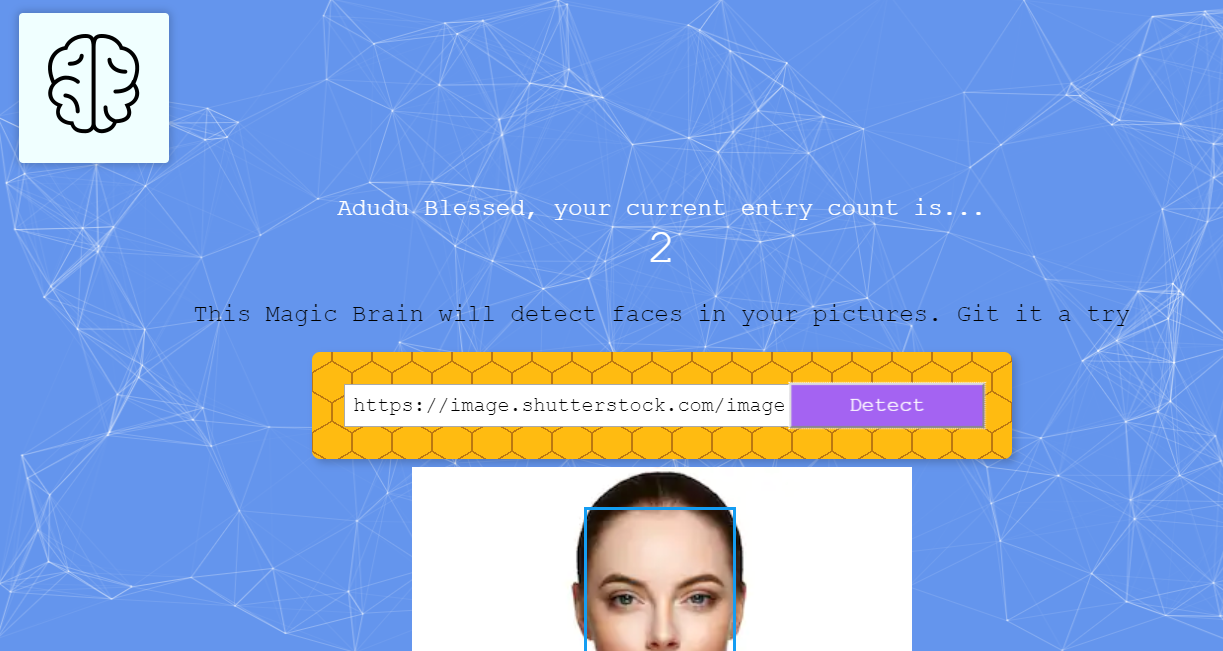 Adudu Blessed, your current entry count is...
2
This Magic Brain will detect faces in your pictures. Git it a try
https://image.shutterstock.com/image
Detect